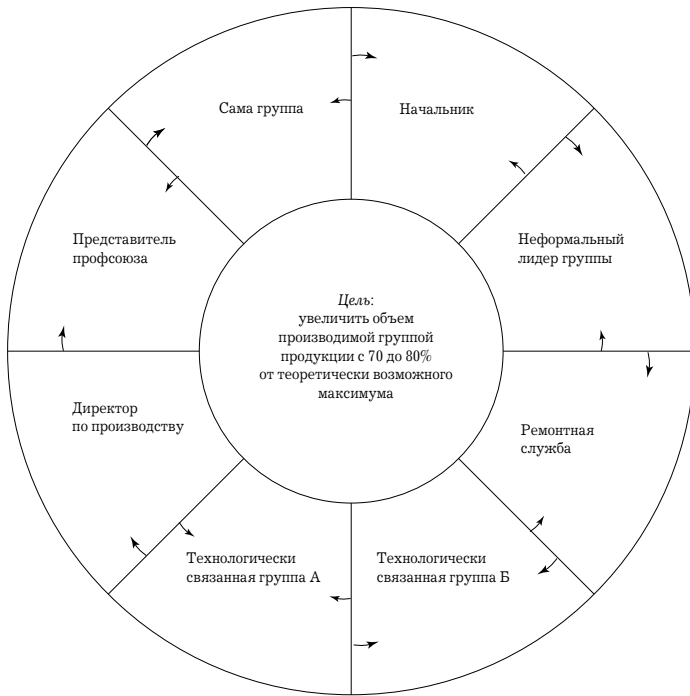 Сама группа
Начальник
Представитель
профсоюза
Неформальный
лидер группы
Цель:
увеличить объем
производимой группой
продукции с 70 до 80%
от теоретически возможного
максимума
Директор
по производству
Ремонтная
служба
Технологически
связанная группа А
Технологически
связанная группа Б